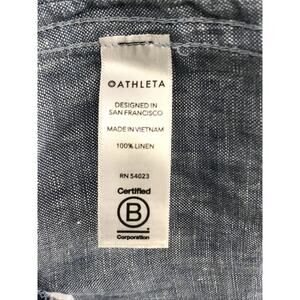 ATHLETA
DESIGNED IN
SAN FRANCISCO
MADE IN VIETNAM
100% LINEN
RN 54023
Certified
B
Corporation